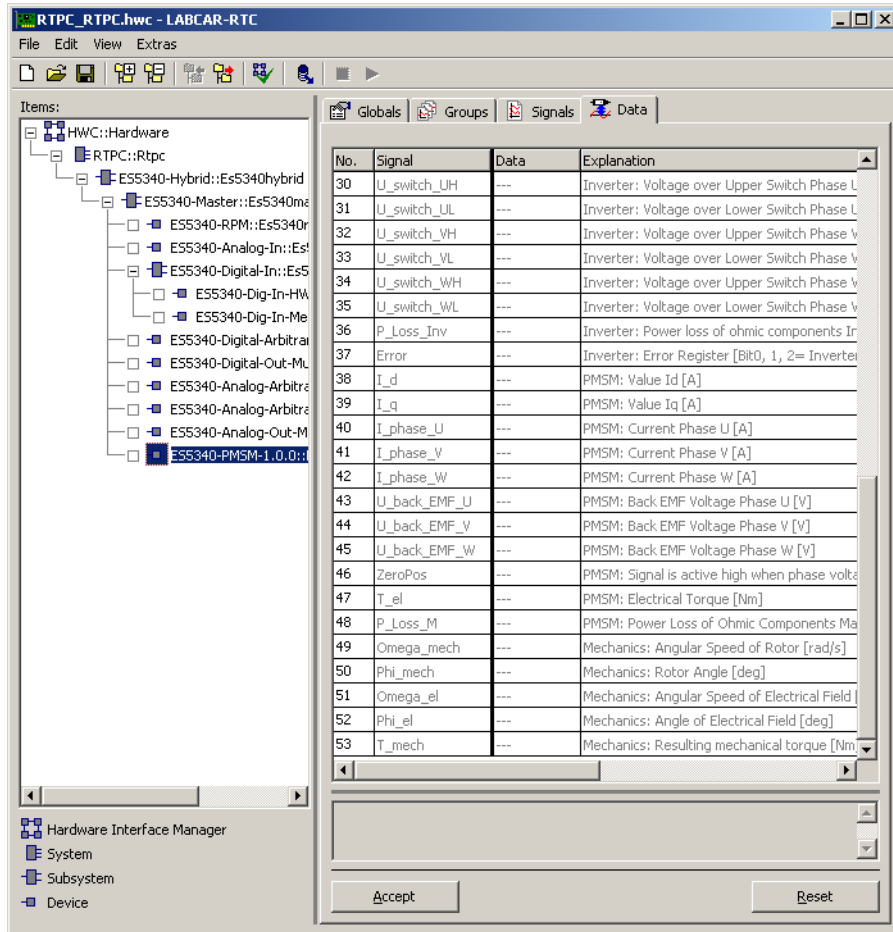 RTPC_RTPC.hwc - LABCAR-RTC
File Edit View Extras
Items:
HWC::Hardware
RTPC::Rtpc
ES5340-Hybrid::Es5340hybrid
ES5340-Master::Es5340ma
ES5340-RPM::Es5340r
ES5340-Analog-In::Es5
ES5340-Digital-In::Es5
ES5340-Dig-In-HW
ES5340-Dig-In-Me
ES5340-Digital-Arbitrar
ES5340-Digital-Out-Mu
ES5340-Analog-Arbitra
ES5340-Analog-Arbitra
ES5340-Analog-Out-M
ES5340-PMSM-1.0.0::
Hardware Interface Manager
System
Subsystem
Device
Globals Groups Signals Data
No. Signal Data Explanation
30 U_switch_UH --- Inverter: Voltage over Upper Switch Phase U
31 U_switch_UL --- Inverter: Voltage over Lower Switch Phase U
32 U_switch_VH --- Inverter: Voltage over Upper Switch Phase V
33 U_switch_VL --- Inverter: Voltage over Lower Switch Phase V
34 U_switch_WH --- Inverter: Voltage over Upper Switch Phase V
35 U_switch_WL --- Inverter: Voltage over Lower Switch Phase V
36 P_Loss_Inv --- Inverter: Power loss of ohmic components In
37 Error --- Inverter: Error Register [Bit0, 1, 2= Inverter
38 I_d --- PMSM: Value Id [A]
39 I_q --- PMSM: Value Iq [A]
40 I_phase_U --- PMSM: Current Phase U [A]
41 I_phase_V --- PMSM: Current Phase V [A]
42 I_phase_W --- PMSM: Current Phase W [A]
43 U_back_EMF_U --- PMSM: Back EMF Voltage Phase U [V]
44 U_back_EMF_V --- PMSM: Back EMF Voltage Phase V [V]
45 U_back_EMF_W --- PMSM: Back EMF Voltage Phase W [V]
46 ZeroPos --- PMSM: Signal is active high when phase volta
47 T_el --- PMSM: Electrical Torque [Nm]
48 P_Loss_M --- PMSM: Power Loss of Ohmic Components Ma
49 Omega_mech --- Mechanics: Angular Speed of Rotor [rad/s]
50 Phi_mech --- Mechanics: Rotor Angle [deg]
51 Omega_el --- Mechanics: Angular Speed of Electrical Field [
52 Phi_el --- Mechanics: Angle of Electrical Field [deg]
53 T_mech --- Mechanics: Resulting mechanical torque [Nm
Accept Reset